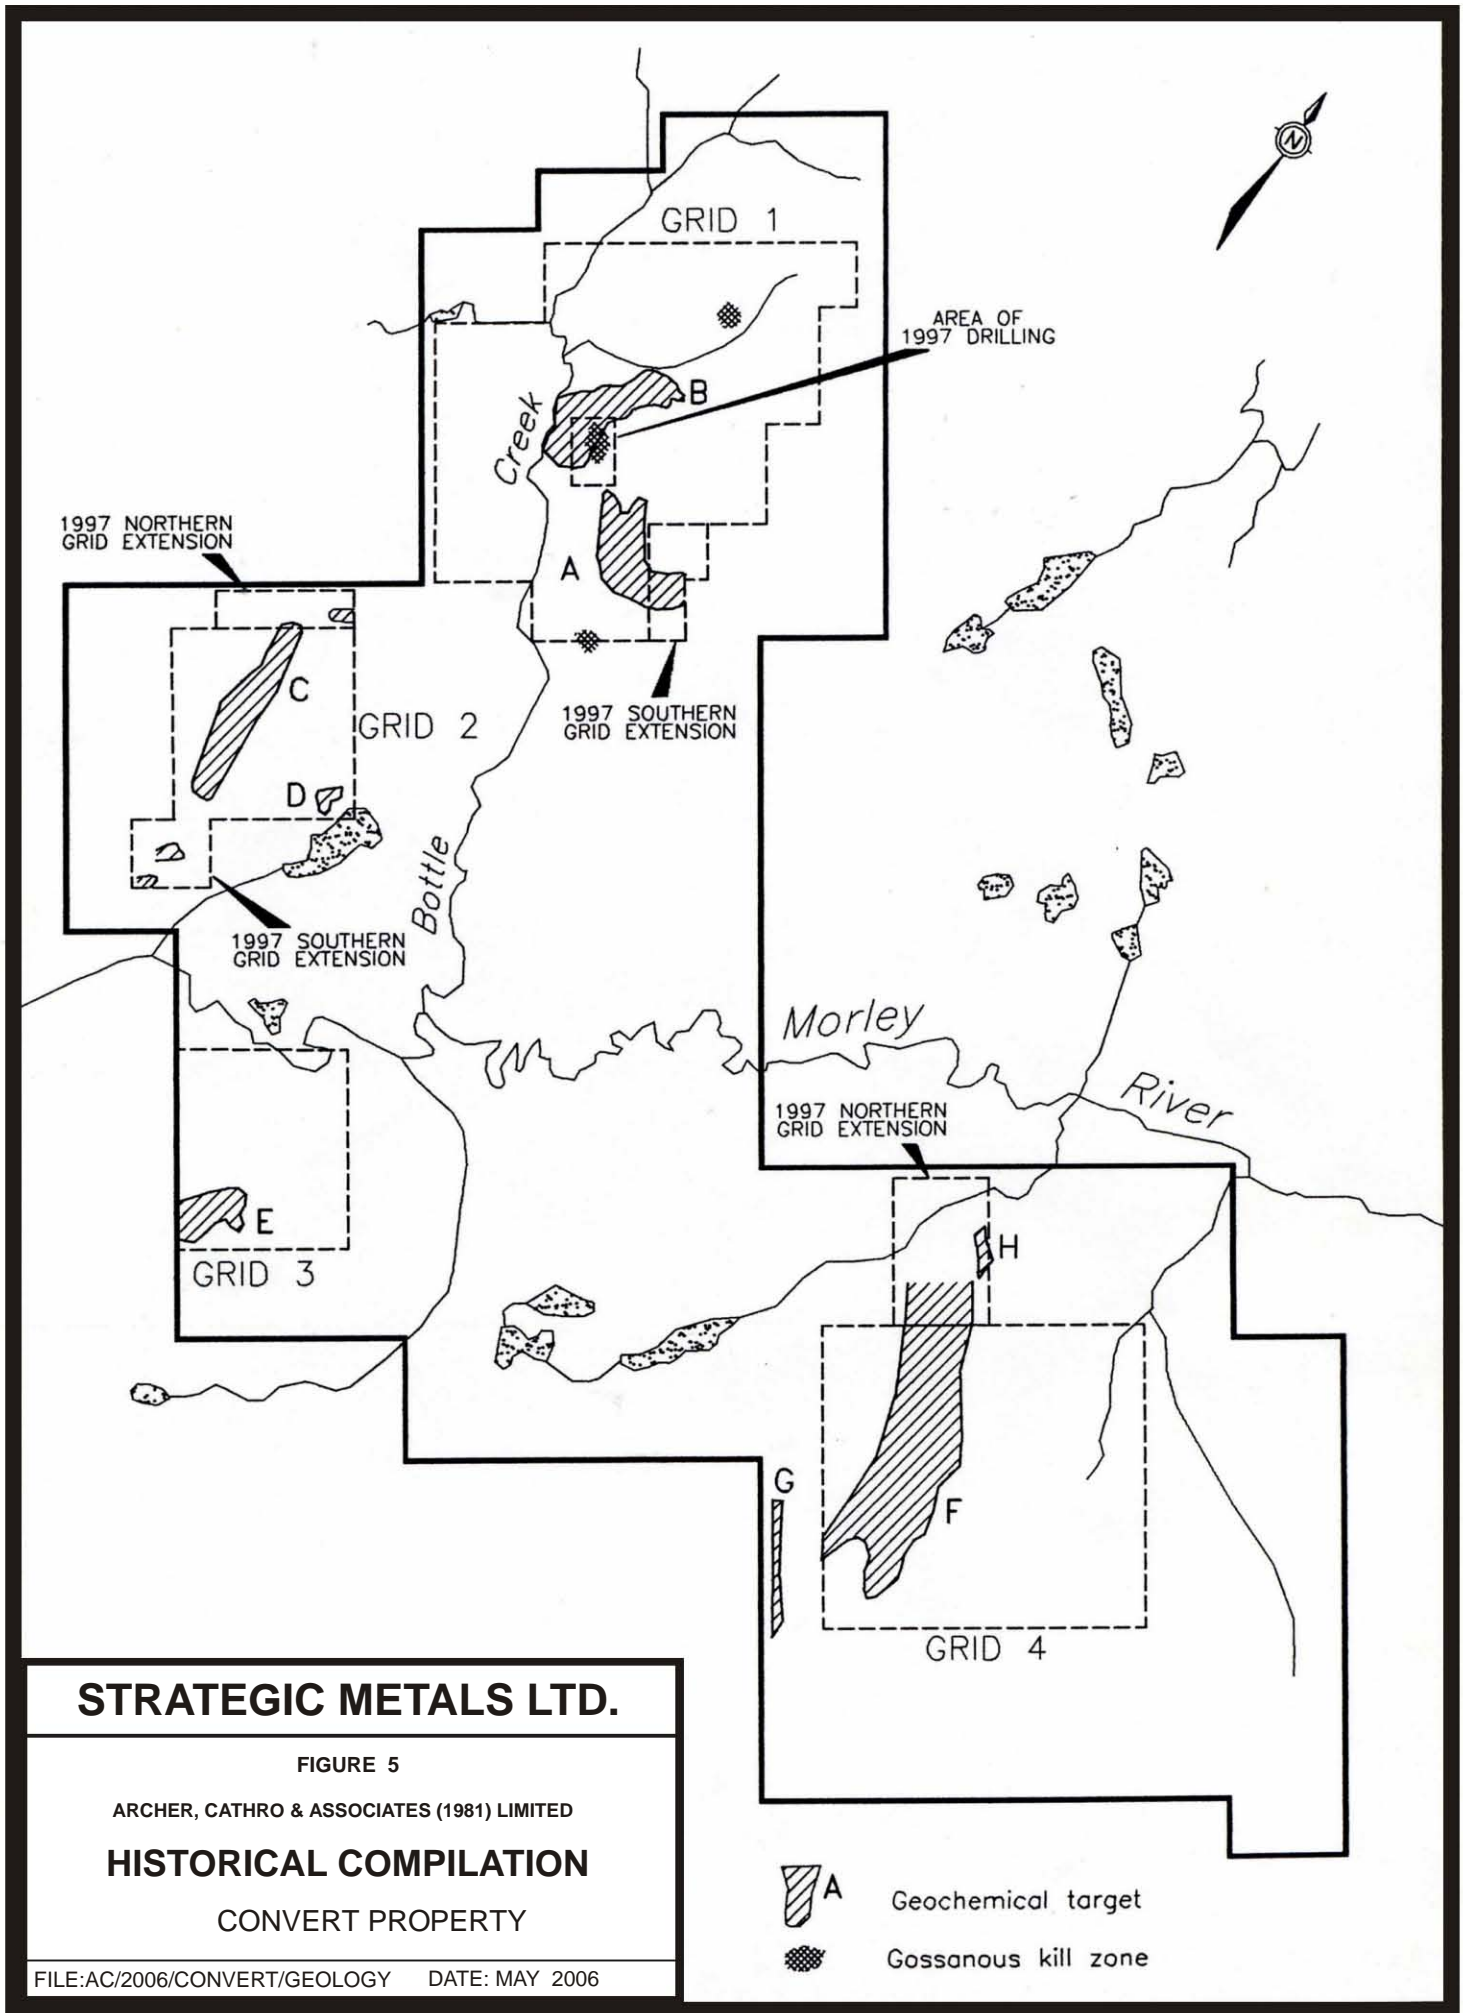 N
GRID 1
AREA OF
1997 DRILLING
B
Creek
1997 NORTHERN
GRID EXTENSION
A
C
GRID 2
1997 SOUTHERN
GRID EXTENSION
D
Bottle
1997 SOUTHERN
GRID EXTENSION
Morley
River
1997 NORTHERN
GRID EXTENSION
E
GRID 3
H
G
F
GRID 4
STRATEGIC METALS LTD.
FIGURE 5
ARCHER, CATHRO & ASSOCIATES (1981) LIMITED
HISTORICAL COMPILATION
CONVERT PROPERTY
FILE:AC/2006/CONVERT/GEOLOGY DATE: MAY 2006
A Geochemical target
Gossanous kill zone